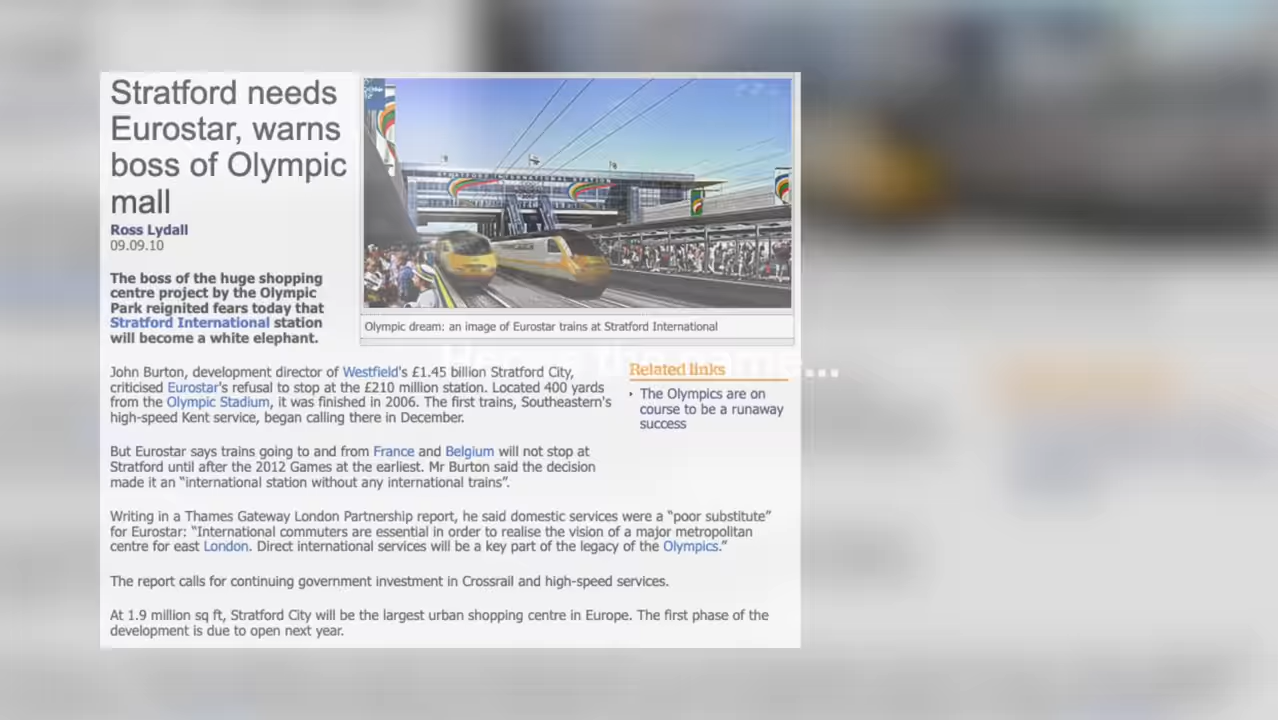 Stratford needs
Eurostar, warns
boss of Olympic
mall
Ross Lydall
09.09.10
The boss of the huge shopping
centre project by the Olympic
Park reignited fears today that
Stratford International station
will become a white elephant.
Olympic dream: an image of Eurostar trains at Stratford International
John Burton, development director of Westfield's £1.45 billion Stratford City,
criticised Eurostar's refusal to stop at the £210 million station. Located 400 yards
from the Olympic Stadium, it was finished in 2006. The first trains, Southeastern's
high-speed Kent service, began calling there in December.
Related links
The Olympics are on
course to be a runaway
success
But Eurostar says trains going to and from France and Belgium will not stop at
Stratford until after the 2012 Games at the earliest. Mr Burton said the decision
made it an “international station without any international trains”.
Writing in a Thames Gateway London Partnership report, he said domestic services were a “poor substitute”
for Eurostar: “International commuters are essential in order to realise the vision of a major metropolitan
centre for east London. Direct international services will be a key part of the legacy of the Olympics.”
The report calls for continuing government investment in Crossrail and high-speed services.
At 1.9 million sq ft, Stratford City will be the largest urban shopping centre in Europe. The first phase of the
development is due to open next year.